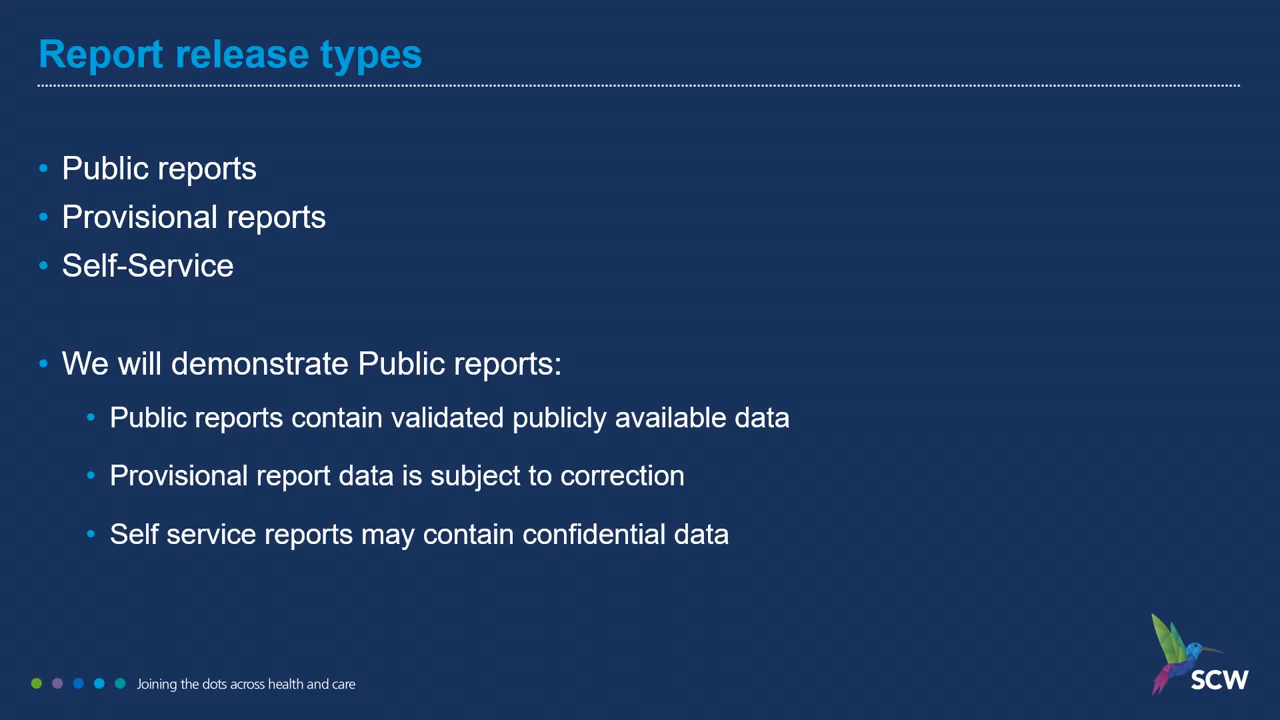 Report release types
• Public reports
• Provisional reports
• Self-Service
• We will demonstrate Public reports:
• Public reports contain validated publicly available data
• Provisional report data is subject to correction
• Self service reports may contain confidential data
Joining the dots across health and care
SCW